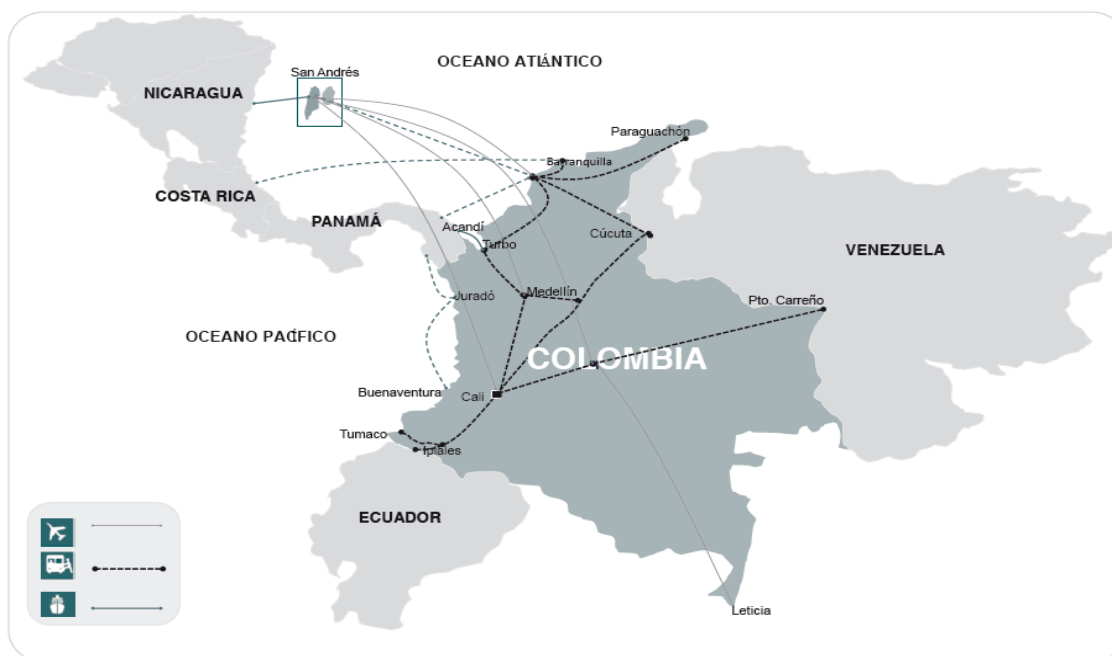 OCEANO ATLÁNTICO
San Andrés
NICARAGUA
Paraguachón
Barranquilla
COSTA RICA
PANAMÁ
Acandí
Turbo
Cúcuta
VENEZUELA
Juradó
Medellín
Pto. Carreño
OCEANO PACÍFICO
COLOMBIA
Buenaventura
Cali
Tumaco
Ipiales
ECUADOR
Leticia